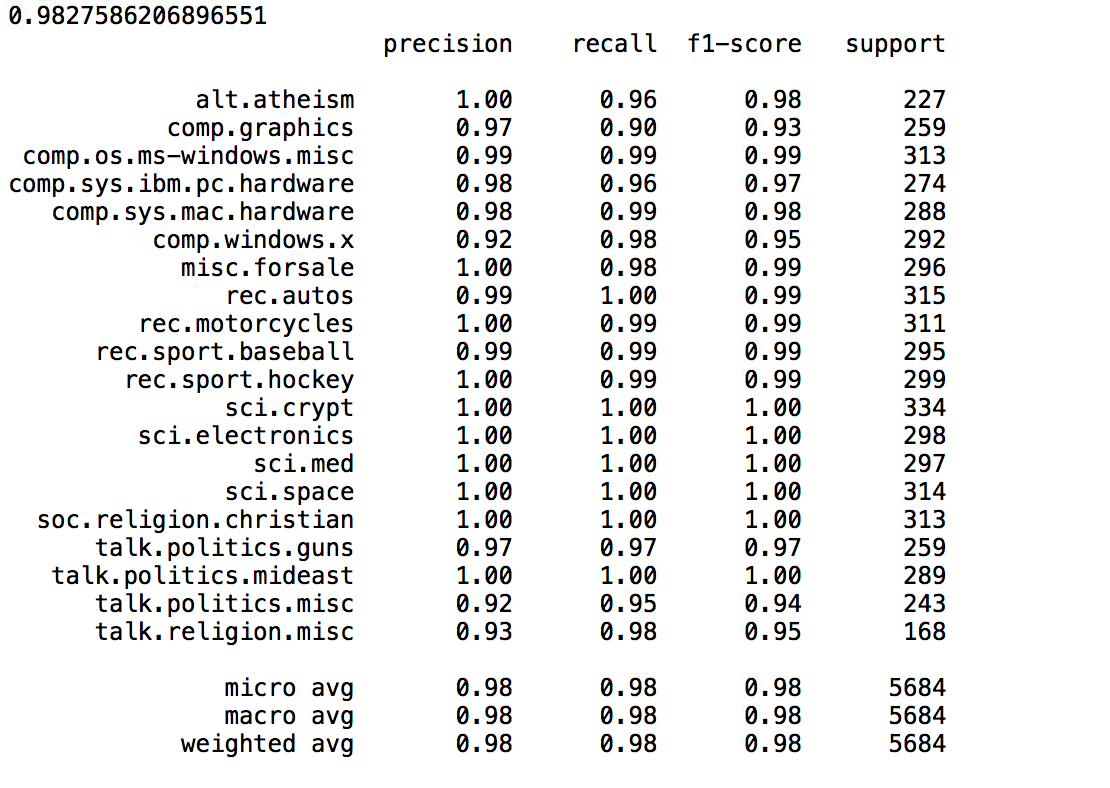 0.9827586206896551
precision recall f1-score support
alt.atheism 1.00 0.96 0.98 227
comp.graphics 0.97 0.90 0.93 259
comp.os.ms-windows.misc 0.99 0.99 0.99 313
comp.sys.ibm.pc.hardware 0.98 0.96 0.97 274
comp.sys.mac.hardware 0.98 0.99 0.98 288
comp.windows.x 0.92 0.98 0.95 292
misc.forsale 1.00 0.98 0.99 296
rec.autos 0.99 1.00 0.99 315
rec.motorcycles 1.00 0.99 0.99 311
rec.sport.baseball 0.99 0.99 0.99 295
rec.sport.hockey 1.00 0.99 0.99 299
sci.crypt 1.00 1.00 1.00 334
sci.electronics 1.00 1.00 1.00 298
sci.med 1.00 1.00 1.00 297
sci.space 1.00 1.00 1.00 314
soc.religion.christian 1.00 1.00 1.00 313
talk.politics.guns 0.97 0.97 0.97 259
talk.politics.mideast 1.00 1.00 1.00 289
talk.politics.misc 0.92 0.95 0.94 243
talk.religion.misc 0.93 0.98 0.95 168
micro avg 0.98 0.98 0.98 5684
macro avg 0.98 0.98 0.98 5684
weighted avg 0.98 0.98 0.98 5684